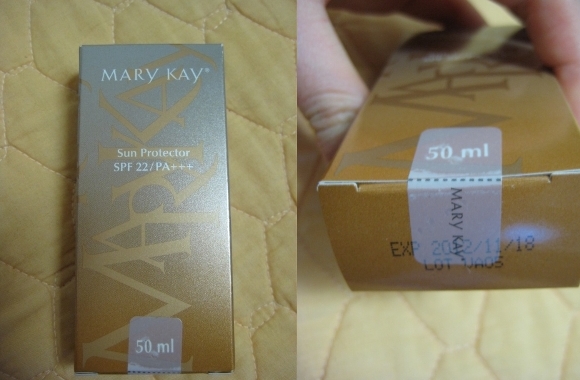 MARY KAY®
MARY KAY
Sun Protector
SPF 22/PA+++
50 ml
50 ml
MARY KAY
EXP 2012/11/18
LOT